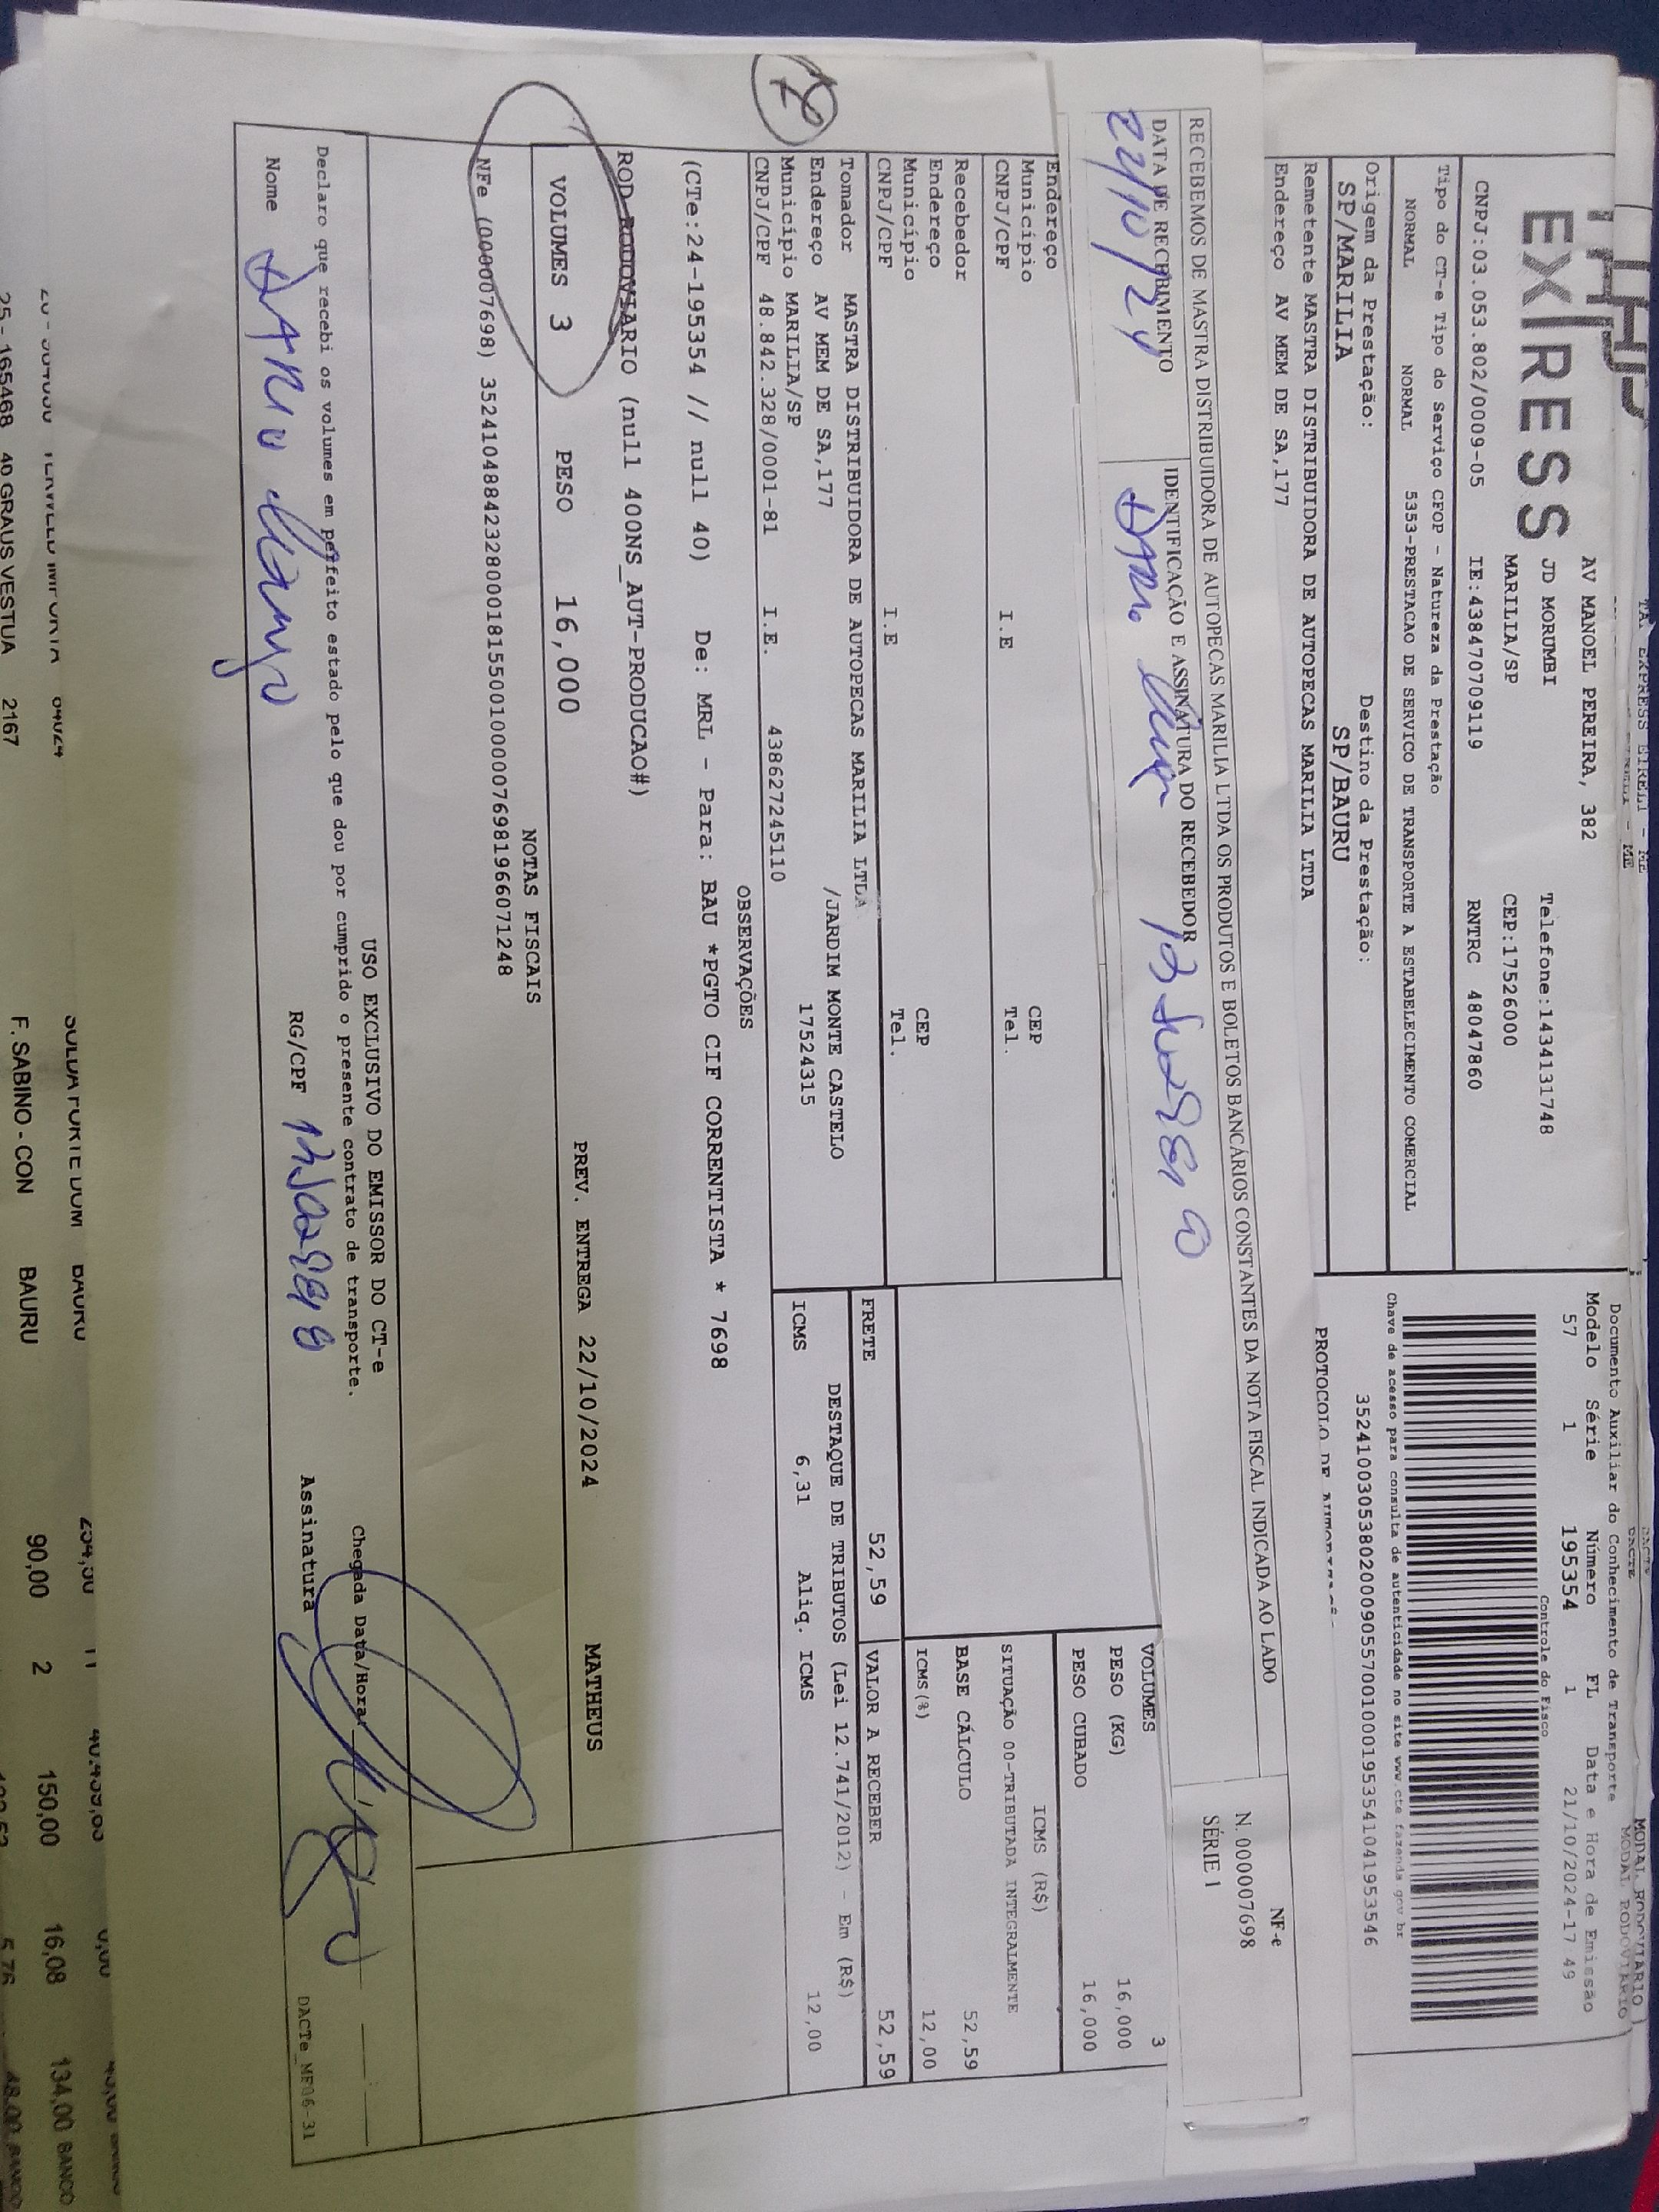 EXPRESS
AV MANOEL PEREIRA, 382
JD MORUMBI
Telefone:1434131748
MARILIA/SP
CEP:17526000
CNPJ:03.053.802/0009-05
IE:438470709119
RNTRC 48047860
MODAL RODOVIARIO
Documento Auxiliar do Conhecimento de Transporte
Modelo Série Número FL Data e Hora de Emissão
57 1 195354 1 21/10/2024-17 49
Controle do Fisco
Chave de acesso para consulta de autenticidade no site www.cte fazenda gov br
35241003053802000905570010001953541041953546
Tipo do CT-e Tipo do Serviço CFOP - Natureza da Prestação
NORMAL NORMAL 5353-PRESTACAO DE SERVICO DE TRANSPORTE A ESTABELECIMENTO COMERCIAL
Origem da Prestação: Destino da Prestação:
SP/MARILIA SP/BAURU
Remetente MASTRA DISTRIBUIDORA DE AUTOPECAS MARILIA LTDA
Endereço AV MEM DE SA,177
RECEBEMOS DE MASTRA DISTRIBUIDORA DE AUTOPECAS MARILIA LTDA OS PRODUTOS E BOLETOS BANCÁRIOS CONSTANTES DA NOTA FISCAL INDICADA AO LADO
NF-e
N. 000007698
SÉRIE 1
DATA DE RECEBIMENTO
IDENTIFICAÇÃO E ASSINATURA DO RECEBEDOR
22/10/24
Endereço
Município CEP
CNPJ/CPF I.E Tel.
Recebedor
Endereço
Município CEP
CNPJ/CPF I.E Tel.
VOLUMES 3
PESO (KG) 16,000
PESO CUBADO 16,000
ICMS (R$)
SITUAÇÃO 00-TRIBUTADA INTEGRALMENTE
BASE CÁLCULO 52,59
ICMS(%) 12,00
FRETE 52,59 VALOR A RECEBER 52,59
Tomador MASTRA DISTRIBUIDORA DE AUTOPECAS MARILIA LTDA
Endereço AV MEM DE SA,177 /JARDIM MONTE CASTELO
Município MARILIA/SP 17524315
CNPJ/CPF 48.842.328/0001-81 I.E. 438627245110
DESTAQUE DE TRIBUTOS (Lei 12.741/2012) - Em (R$)
ICMS 6,31 Aliq. ICMS 12,00
OBSERVAÇÕES
(CTe:24-195354 // null 40) De: MRL - Para: BAU *PGTO CIF CORRENTISTA * 7698
ROD RODOVIARIO (null 400NS_AUT-PRODUCAO#)
VOLUMES 3 PESO 16,000 PREV. ENTREGA 22/10/2024 MATHEUS
NOTAS FISCAIS
NFe (000007698) 35241048842328000181550010000076981966071248
USO EXCLUSIVO DO EMISSOR DO CT-e
Declaro que recebi os volumes em perfeito estado pelo que dou por cumprido o presente contrato de transporte.
Chegada Data/Hora
Nome
RG/CPF
Assinatura
DACTe_MF06-31
25 - 165468 40 GRAUS VESTUA 2167 F. SABINO - CON BAURU 90,00 2 150,00 16,08 134,00 BANCO